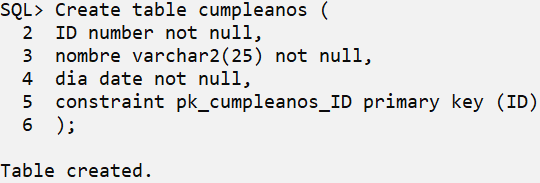 SQL> Create table cumpleanos (
2 ID number not null,
3 nombre varchar2(25) not null,
4 dia date not null,
5 constraint pk_cumpleanos_ID primary key (ID)
6 );
Table created.